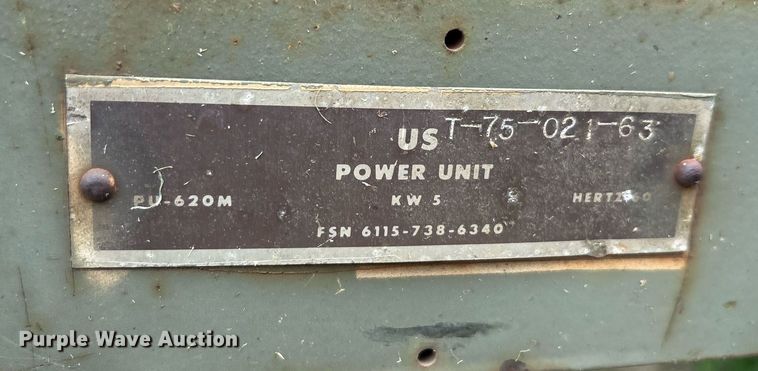 US T-75-021-63
POWER UNIT
PU-620M KW 5 HERTZ 60
FSN 6115-738-6340
Purple Wave Auction